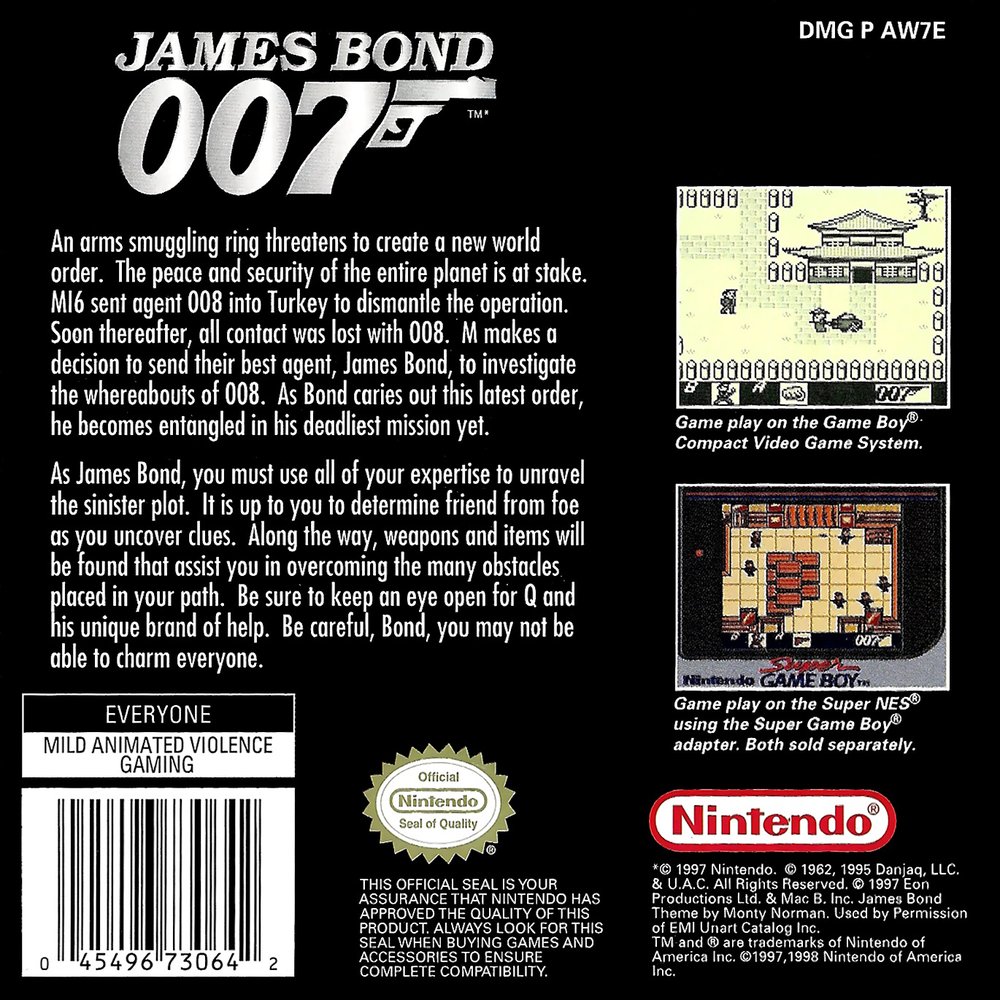 DMG P AW7E
JAMES BOND
007
TM*
An arms smuggling ring threatens to create a new world
order. The peace and security of the entire planet is at stake.
MI6 sent agent 008 into Turkey to dismantle the operation.
Soon thereafter, all contact was lost with 008. M makes a
decision to send their best agent, James Bond, to investigate
the whereabouts of 008. As Bond caries out this latest order,
he becomes entangled in his deadliest mission yet.
As James Bond, you must use all of your expertise to unravel
the sinister plot. It is up to you to determine friend from foe
as you uncover clues. Along the way, weapons and items will
be found that assist you in overcoming the many obstacles
placed in your path. Be sure to keep an eye open for Q and
his unique brand of help. Be careful, Bond, you may not be
able to charm everyone.
B A 007
Game play on the Game Boy®
Compact Video Game System.
007
Super
Nintendo GAME BOY™
Game play on the Super NES®
using the Super Game Boy®
adapter. Both sold separately.
EVERYONE
MILD ANIMATED VIOLENCE
GAMING
0 45496 73064 2
Official
Nintendo
Seal of Quality
®
THIS OFFICIAL SEAL IS YOUR
ASSURANCE THAT NINTENDO HAS
APPROVED THE QUALITY OF THIS
PRODUCT. ALWAYS LOOK FOR THIS
SEAL WHEN BUYING GAMES AND
ACCESSORIES TO ENSURE
COMPLETE COMPATIBILITY.
Nintendo®
*© 1997 Nintendo. © 1962, 1995 Danjaq, LLC.
& U.A.C. All Rights Reserved. © 1997 Eon
Productions Ltd. & Mac B. Inc. James Bond
Theme by Monty Norman. Used by Permission
of EMI Unart Catalog Inc.
TM and ® are trademarks of Nintendo of
America Inc. ©1997,1998 Nintendo of America
Inc.